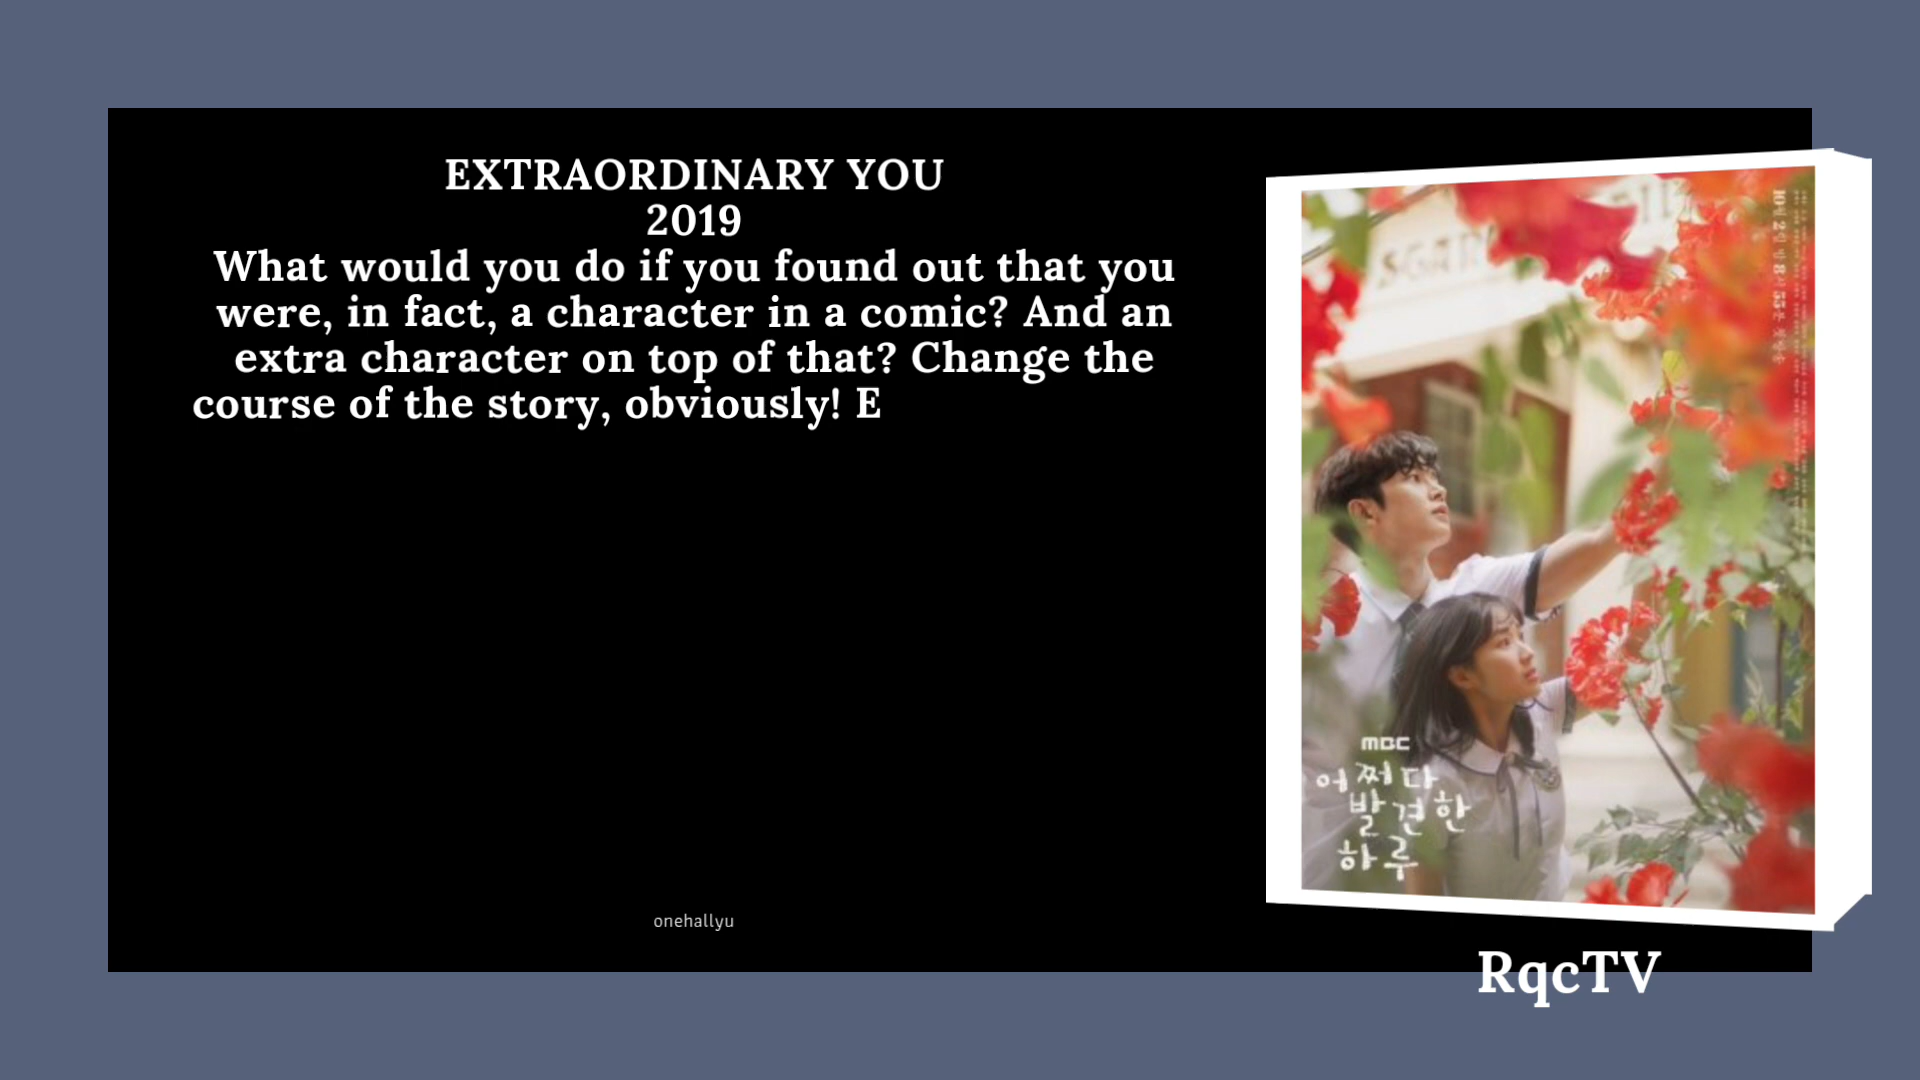 EXTRAORDINARY YOU
2019
What would you do if you found out that you
were, in fact, a character in a comic? And an
extra character on top of that? Change the
course of the story, obviously! E
onehallyu
mBC
어쩌다
발견한
하루
RqcTV